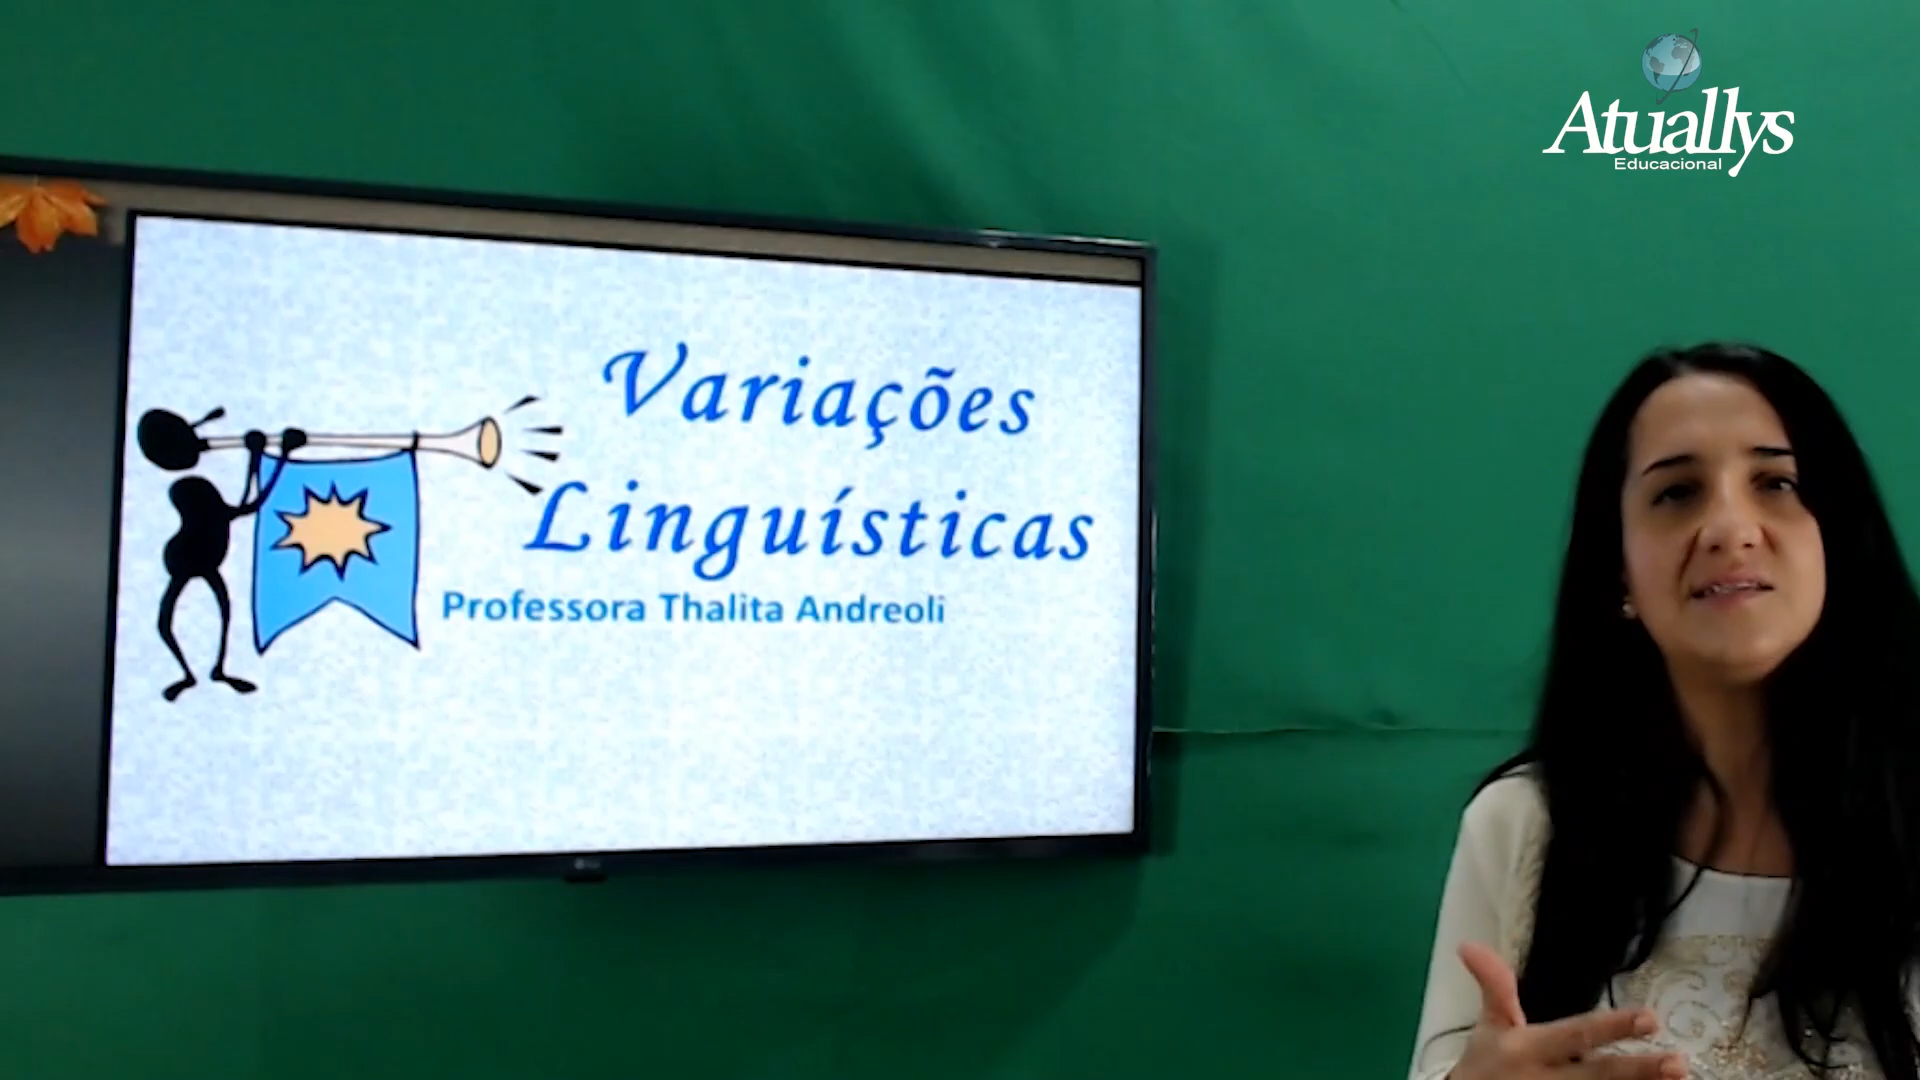 Atuallys
Educacional
Variações
Linguísticas
Professora Thalita Andreoli